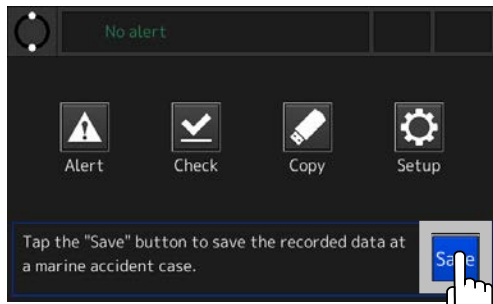 No alert
Alert Check Copy Setup
Tap the "Save" button to save the recorded data at
a marine accident case.
Save